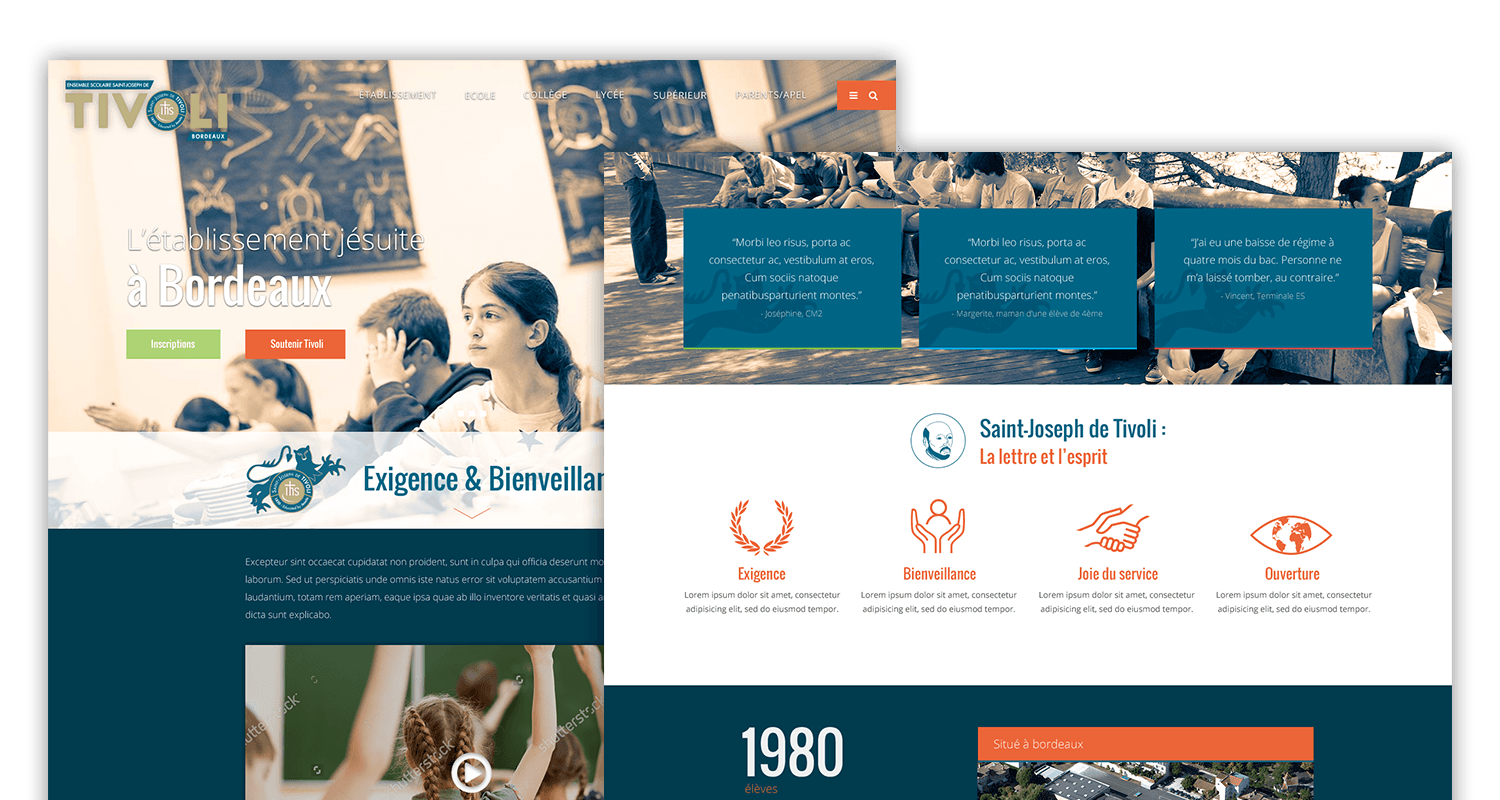 ENSEMBLE SCOLAIRE SAINT-JOSEPH DE
TIVOLI
BORDEAUX
ÉTABLISSEMENT
ECOLE
COLLÈGE
LYCÉE
SUPÉRIEUR
PARENTS/APEL
L'établissement jésuite
à Bordeaux
Inscriptions
Soutenir Tivoli
SAINT-JOSEPH DE TIVOLI
ihs
Exigence & Bienveillan
Excepteur sint occaecat cupidatat non proident, sunt in culpa qui officia deserunt mo
laborum. Sed ut perspiciatis unde omnis iste natus error sit voluptatem accusantium
laudantium, totam rem aperiam, eaque ipsa quae ab illo inventore veritatis et quasi a
dicta sunt explicabo.
shutterstock
shutterstock
shutterstock
“Morbi leo risus, porta ac
consectetur ac, vestibulum at eros,
Cum sociis natoque
penatibusparturient montes.”
- Joséphine, CM2
“Morbi leo risus, porta ac
consectetur ac, vestibulum at eros,
Cum sociis natoque
penatibusparturient montes.”
- Margerite, maman d'une élève de 4ème
“J'ai eu une baisse de régime à
quatre mois du bac. Personne ne
m'a laissé tomber, au contraire.”
- Vincent, Terminale ES
Saint-Joseph de Tivoli :
La lettre et l'esprit
Exigence
Lorem ipsum dolor sit amet, consectetur
adipisicing elit, sed do eiusmod tempor.
Bienveillance
Lorem ipsum dolor sit amet, consectetur
adipisicing elit, sed do eiusmod tempor.
Joie du service
Lorem ipsum dolor sit amet, consectetur
adipisicing elit, sed do eiusmod tempor.
Ouverture
Lorem ipsum dolor sit amet, consectetur
adipisicing elit, sed do eiusmod tempor.
1980
élèves
Situé à bordeaux